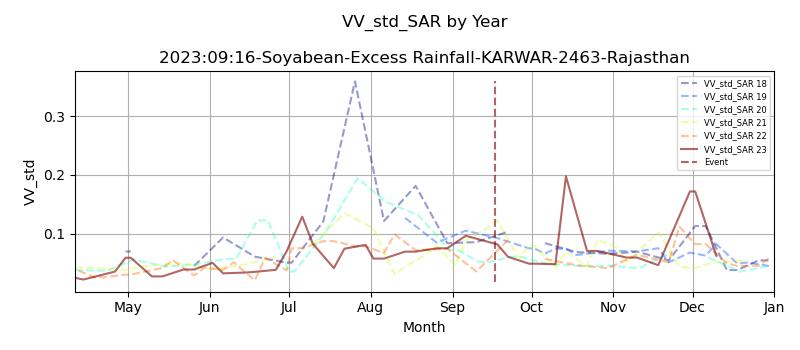 VV_std_SAR by Year
2023:09:16-Soyabean-Excess Rainfall-KARWAR-2463-Rajasthan
VV_std
0.3
0.2
0.1
VV_std_SAR 18
VV_std_SAR 19
VV_std_SAR 20
VV_std_SAR 21
VV_std_SAR 22
VV_std_SAR 23
Event
May Jun Jul Aug Sep Oct Nov Dec Jan
Month